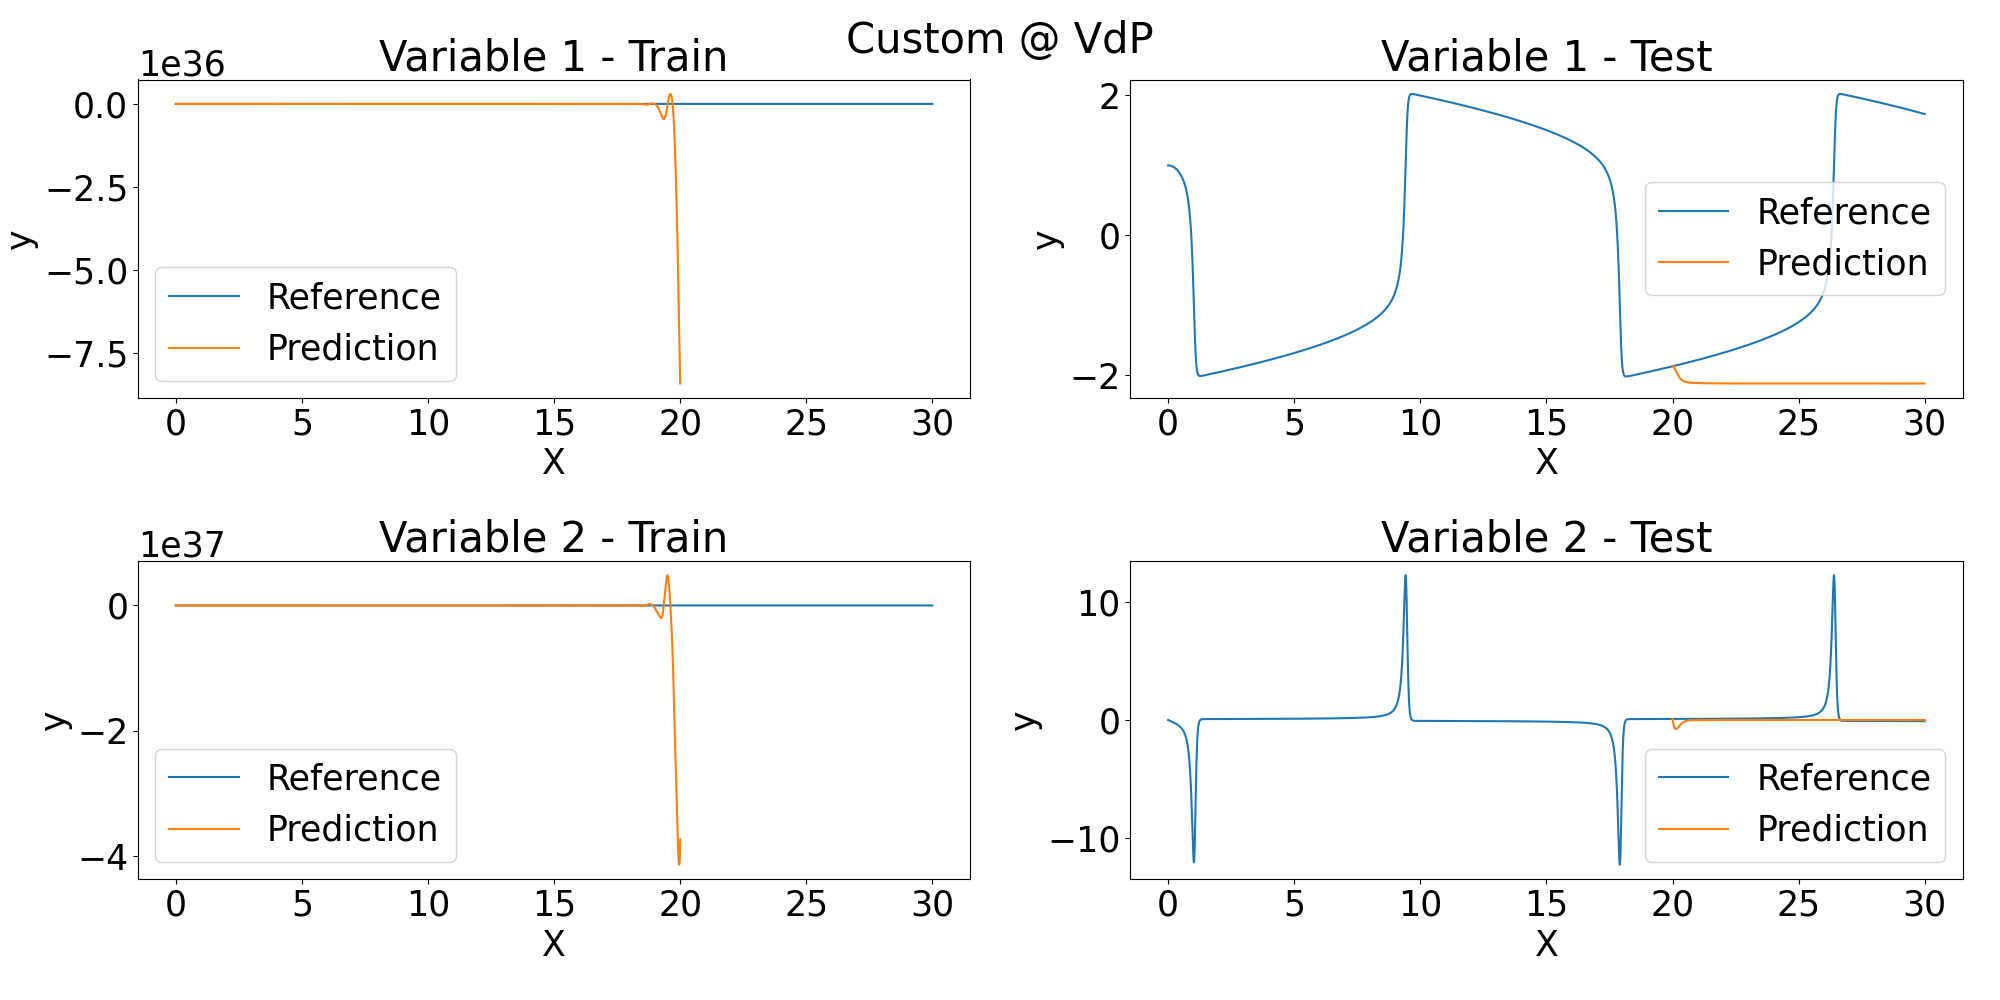 Custom @ VdP
Variable 1 - Train
1e36
0.0
−2.5
−5.0
−7.5
y
Reference
Prediction
0 5 10 15 20 25 30
X
Variable 1 - Test
2
0
−2
y
Reference
Prediction
0 5 10 15 20 25 30
X
Variable 2 - Train
1e37
0
−2
−4
y
Reference
Prediction
0 5 10 15 20 25 30
X
Variable 2 - Test
10
0
−10
y
Reference
Prediction
0 5 10 15 20 25 30
X